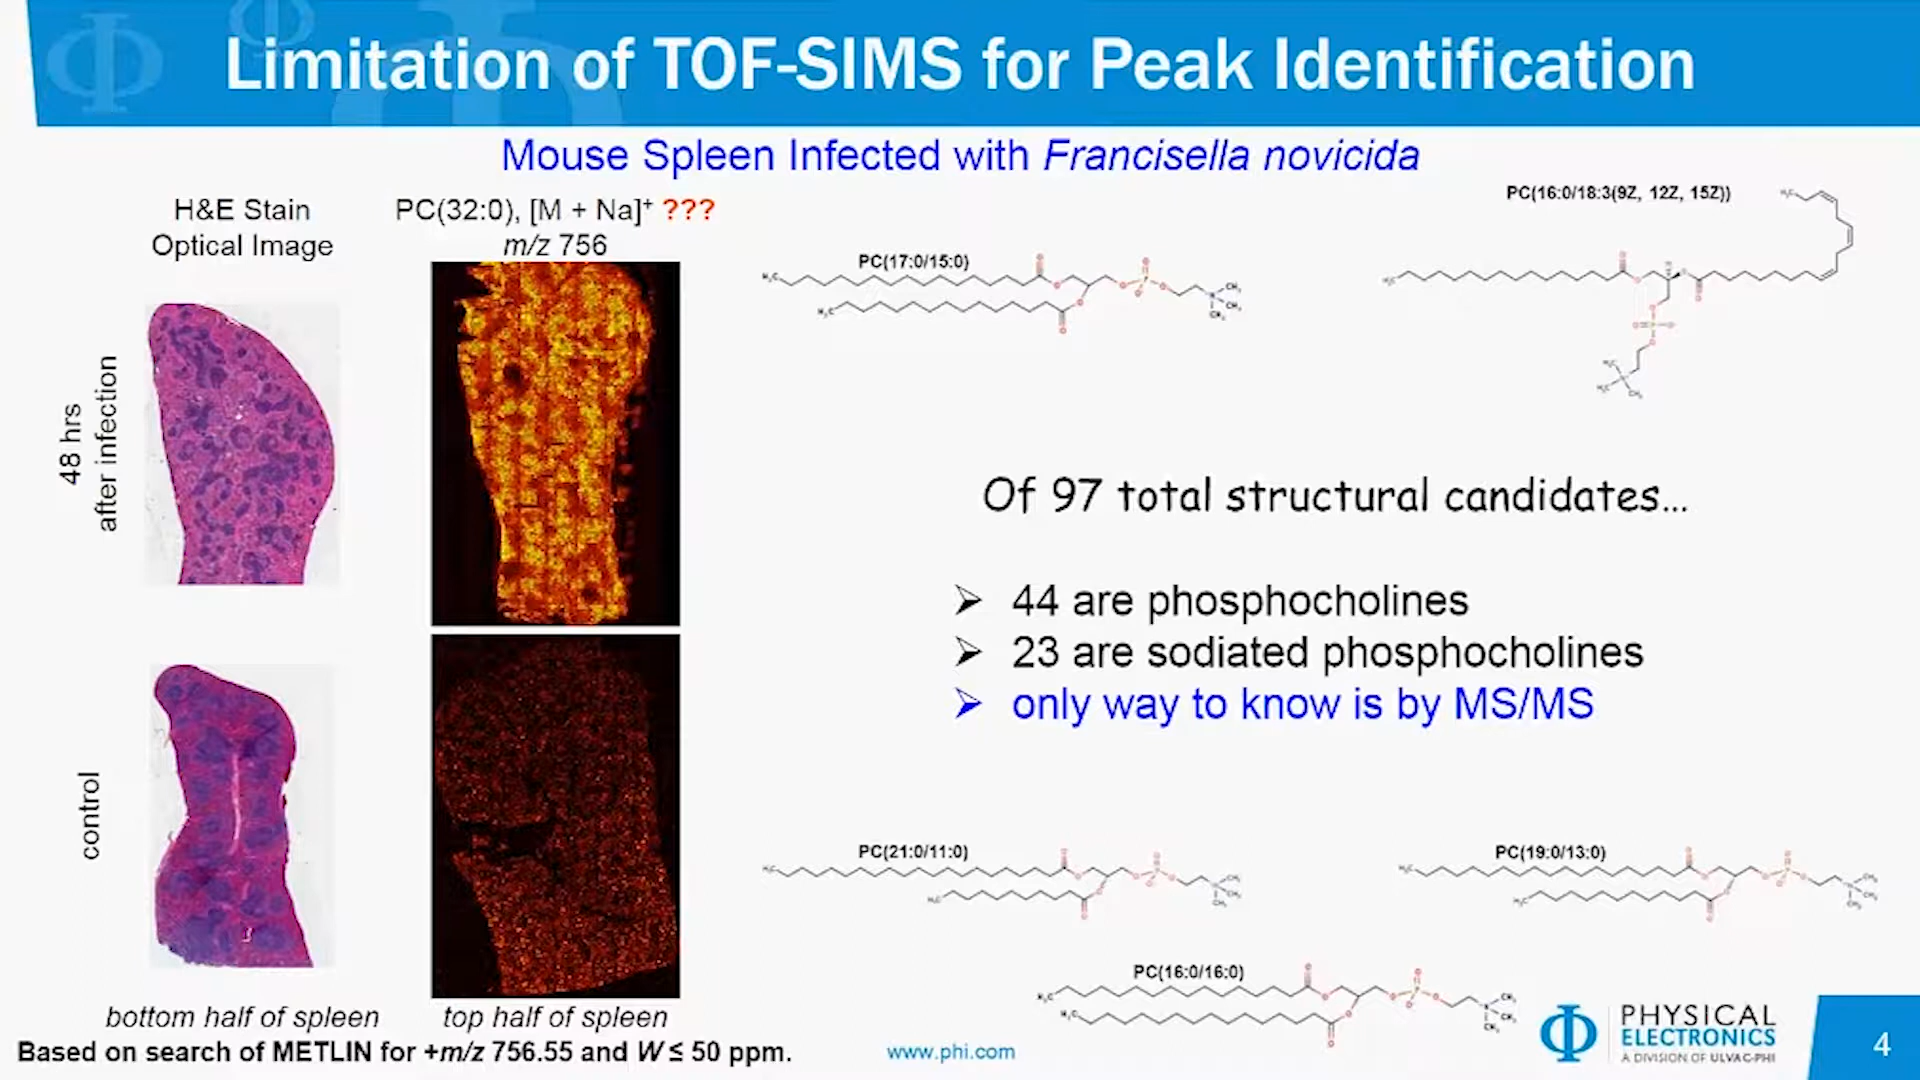 Limitation of TOF-SIMS for Peak Identification
Mouse Spleen Infected with Francisella novicida
H&E Stain
Optical Image
PC(32:0), [M + Na]⁺ ???
m/z 756
48 hrs
after infection
control
bottom half of spleen
top half of spleen
PC(17:0/15:0)
PC(16:0/18:3(9Z, 12Z, 15Z))
Of 97 total structural candidates...
➢ 44 are phosphocholines
➢ 23 are sodiated phosphocholines
➢ only way to know is by MS/MS
PC(21:0/11:0)
PC(19:0/13:0)
PC(16:0/16:0)
Based on search of METLIN for +m/z 756.55 and W ≤ 50 ppm.
www.phi.com
PHYSICAL
ELECTRONICS
A DIVISION OF ULVAC-PHI
4